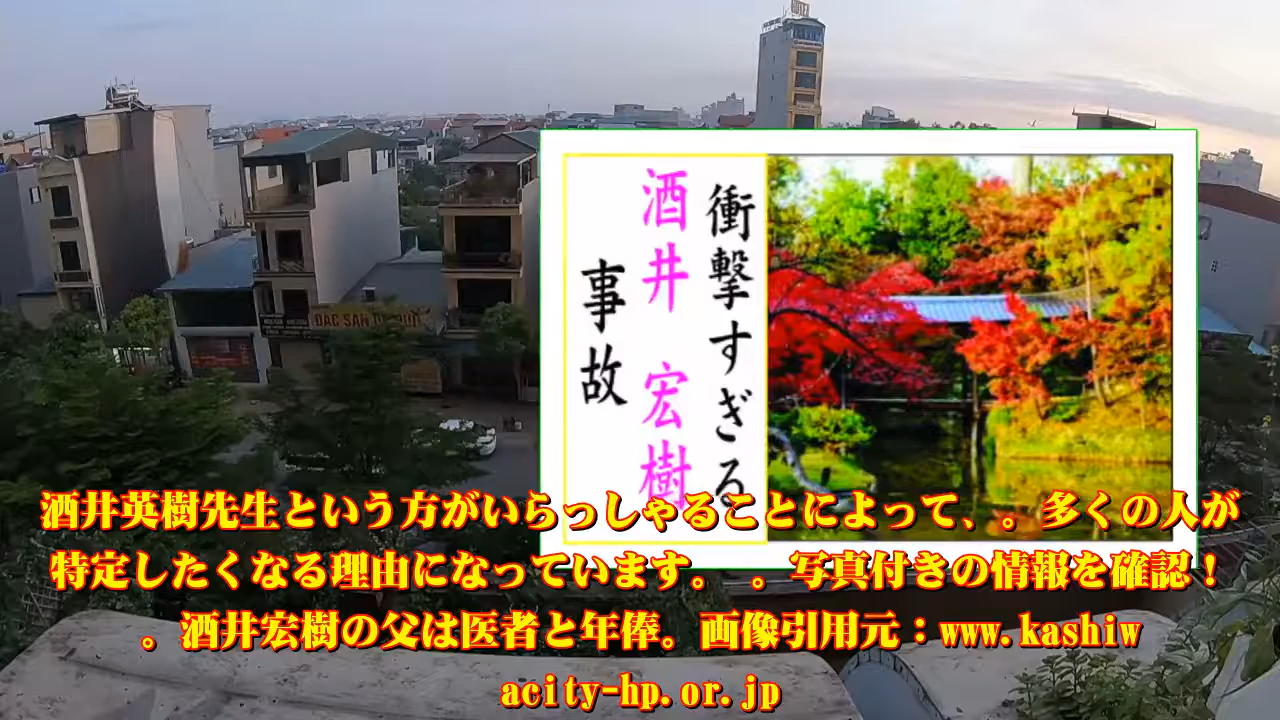 衝撃すぎる
酒井 宏樹
事故
ĐẶC SẢN
酒井英樹先生という方がいらっしゃることによって、。多くの人が
特定したくなる理由になっています。 。写真付きの情報を確認！
。酒井宏樹の父は医者と年俸。画像引用元：www.kashiw
acity-hp.or.jp